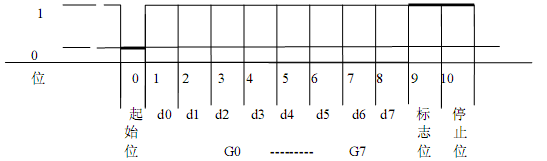 1
0
位 0 1 2 3 4 5 6 7 8 9 10
起始位 d0 d1 d2 d3 d4 d5 d6 d7 标志位 停止位
G0 --------- G7